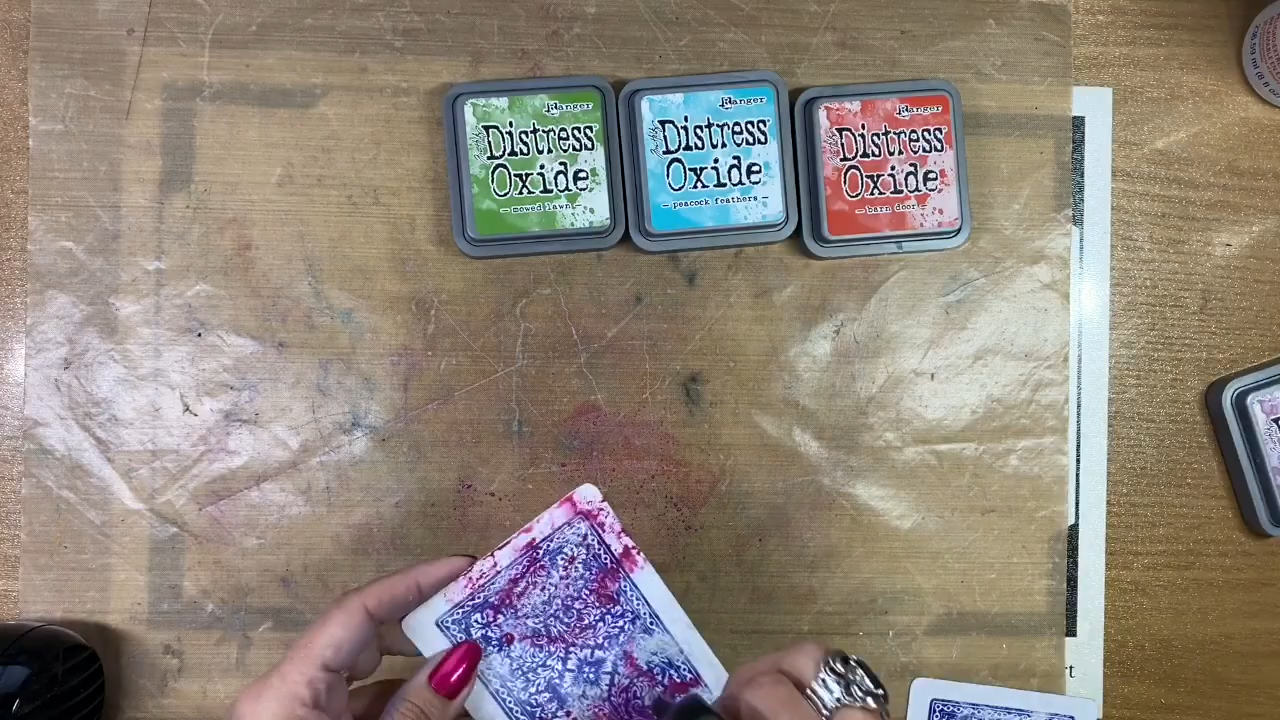 Ranger
Distress
Oxide
— mowed lawn —
Ranger
Distress®
Oxide
— peacock feathers —
Ranger
Distress
Oxide
— barn door —